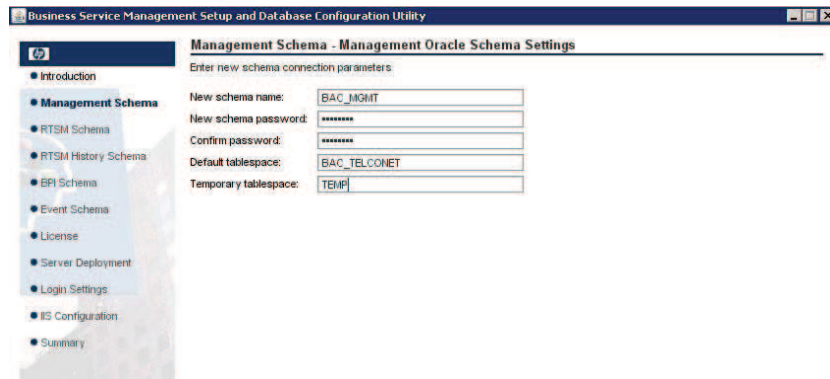 Business Service Management Setup and Database Configuration Utility
hp
Introduction
Management Schema
RTSM Schema
RTSM History Schema
BPI Schema
Event Schema
License
Server Deployment
Login Settings
IIS Configuration
Summary
Management Schema - Management Oracle Schema Settings
Enter new schema connection parameters
New schema name: BAC_MGMT
New schema password: ********
Confirm password: ********
Default tablespace: BAC_TELCONET
Temporary tablespace: TEMP